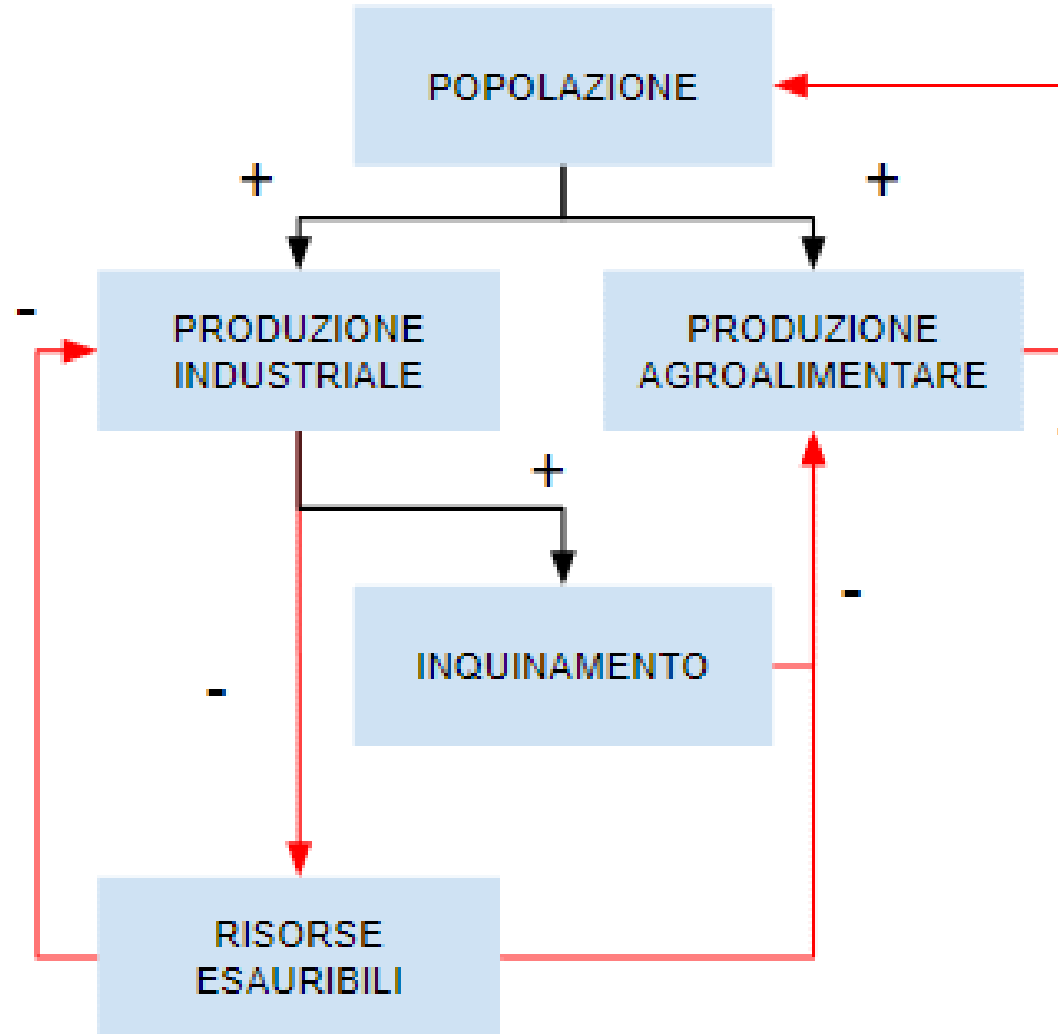 POPOLAZIONE
+
+
-
PRODUZIONE
INDUSTRIALE
PRODUZIONE
AGROALIMENTARE
+
-
INQUINAMENTO
-
RISORSE
ESAURIBILI